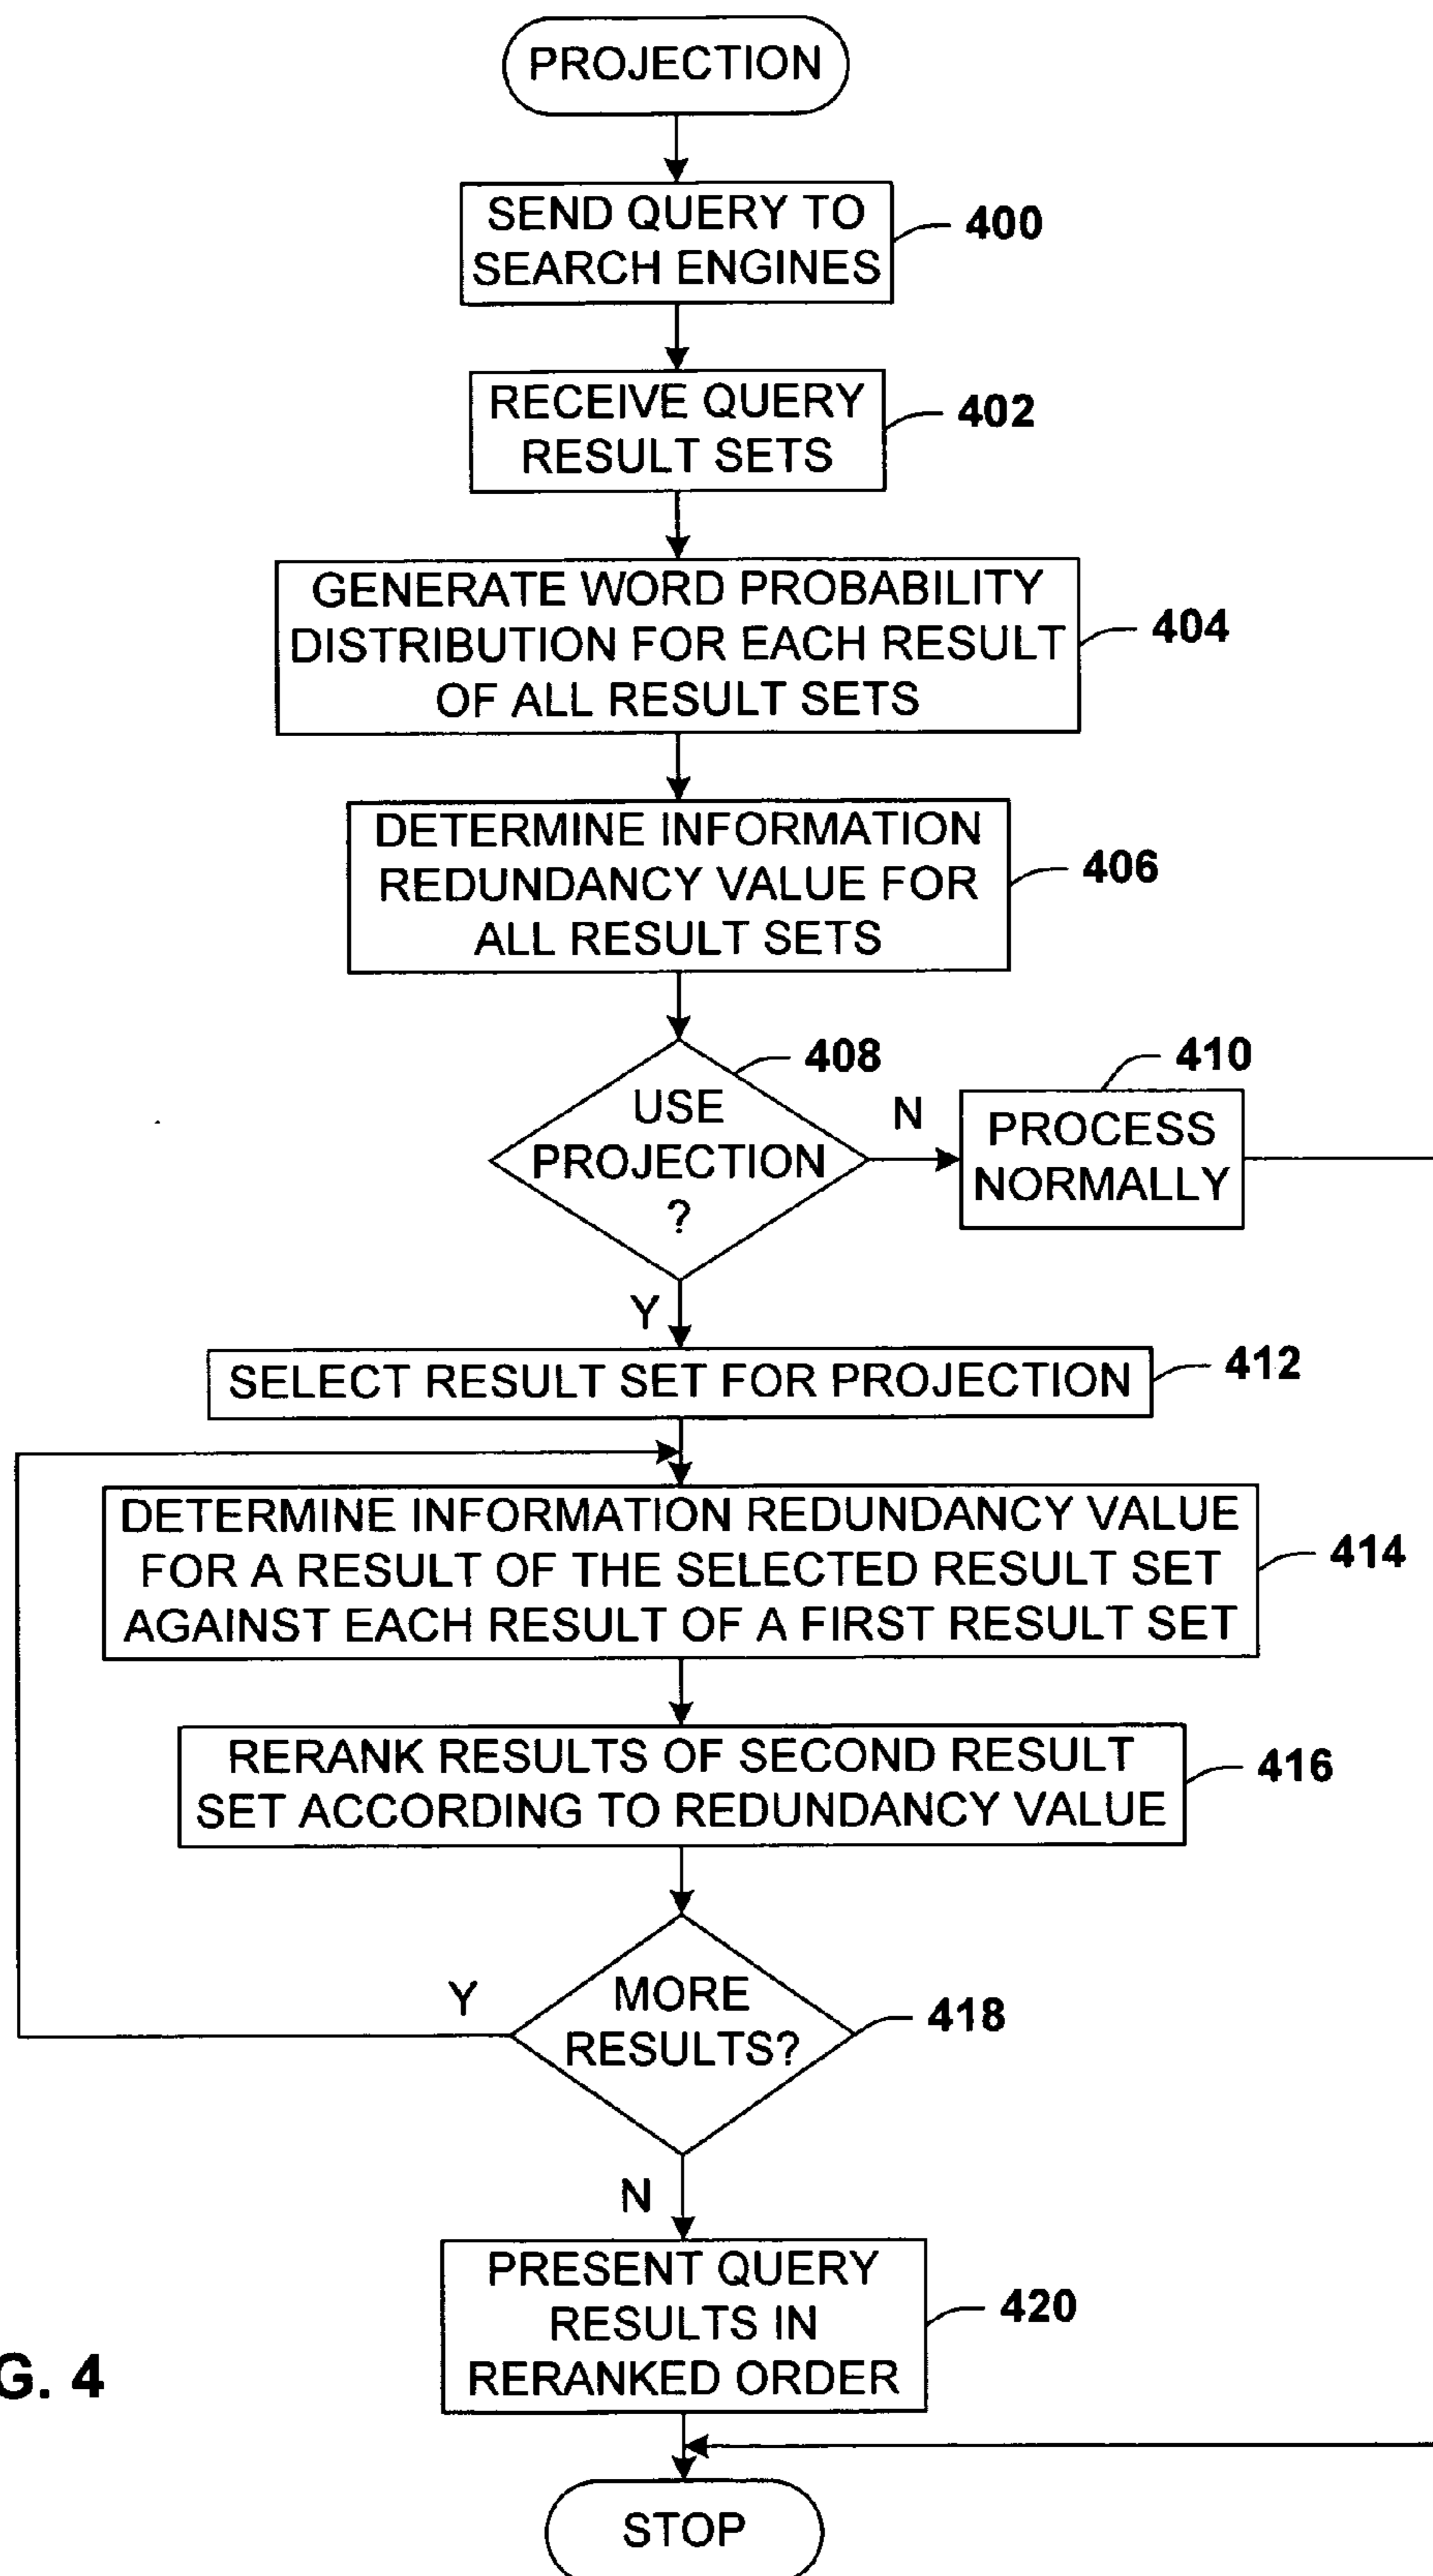 PROJECTION
SEND QUERY TO
SEARCH ENGINES
400
RECEIVE QUERY
RESULT SETS
402
GENERATE WORD PROBABILITY
DISTRIBUTION FOR EACH RESULT
OF ALL RESULT SETS
404
DETERMINE INFORMATION
REDUNDANCY VALUE FOR
ALL RESULT SETS
406
USE
PROJECTION
?
408
N
PROCESS
NORMALLY
410
Y
SELECT RESULT SET FOR PROJECTION
412
DETERMINE INFORMATION REDUNDANCY VALUE
FOR A RESULT OF THE SELECTED RESULT SET
AGAINST EACH RESULT OF A FIRST RESULT SET
414
RERANK RESULTS OF SECOND RESULT
SET ACCORDING TO REDUNDANCY VALUE
416
MORE
RESULTS?
418
Y
N
PRESENT QUERY
RESULTS IN
RERANKED ORDER
420
G. 4
STOP